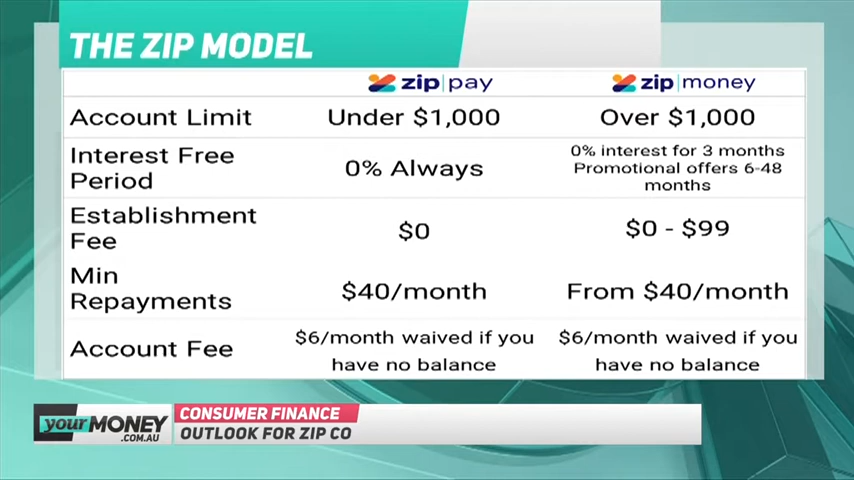 THE ZIP MODEL
zip|pay
zip|money
Account Limit
Under $1,000
Over $1,000
Interest Free
Period
0% Always
0% interest for 3 months
Promotional offers 6-48
months
Establishment
Fee
$0
$0 - $99
Min
Repayments
$40/month
From $40/month
Account Fee
$6/month waived if you
have no balance
$6/month waived if you
have no balance
yourMONEY
.COM.AU
CONSUMER FINANCE
OUTLOOK FOR ZIP CO